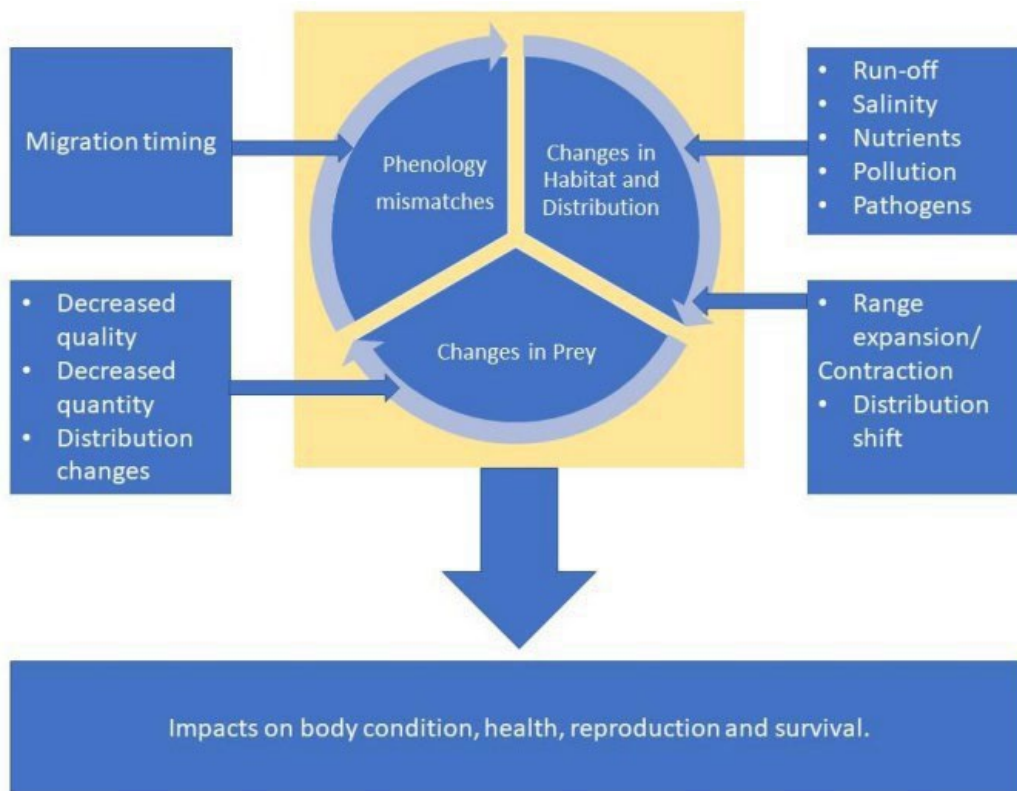 Migration timing
Phenology
mismatches
Changes in
Habitat and
Distribution
• Run-off
• Salinity
• Nutrients
• Pollution
• Pathogens
• Decreased
quality
• Decreased
quantity
• Distribution
changes
Changes in Prey
• Range
expansion/
Contraction
• Distribution
shift
Impacts on body condition, health, reproduction and survival.